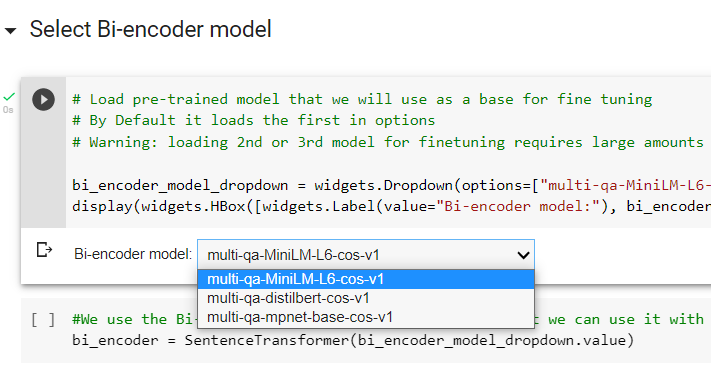 Select Bi-encoder model
0s
# Load pre-trained model that we will use as a base for fine tuning
# By Default it loads the first in options
# Warning: loading 2nd or 3rd model for finetuning requires large amounts
bi_encoder_model_dropdown = widgets.Dropdown(options=["multi-qa-MiniLM-L6-
display(widgets.HBox([widgets.Label(value="Bi-encoder model:"), bi_encoder
Bi-encoder model: multi-qa-MiniLM-L6-cos-v1
multi-qa-MiniLM-L6-cos-v1
multi-qa-distilbert-cos-v1
multi-qa-mpnet-base-cos-v1
[ ] #We use the Bi- we can use it with
bi_encoder = SentenceTransformer(bi_encoder_model_dropdown.value)